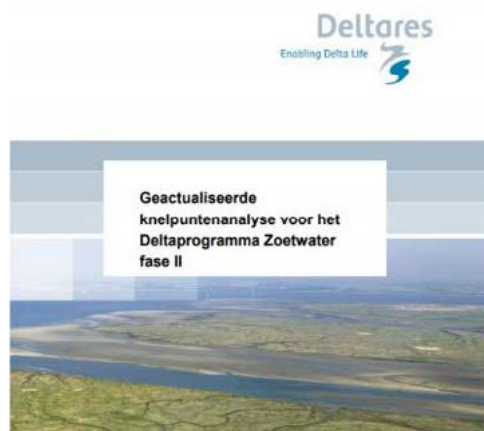 Deltares
Enabling Delta Life
Geactualiseerde
knelpuntenanalyse voor het
Deltaprogramma Zoetwater
fase II